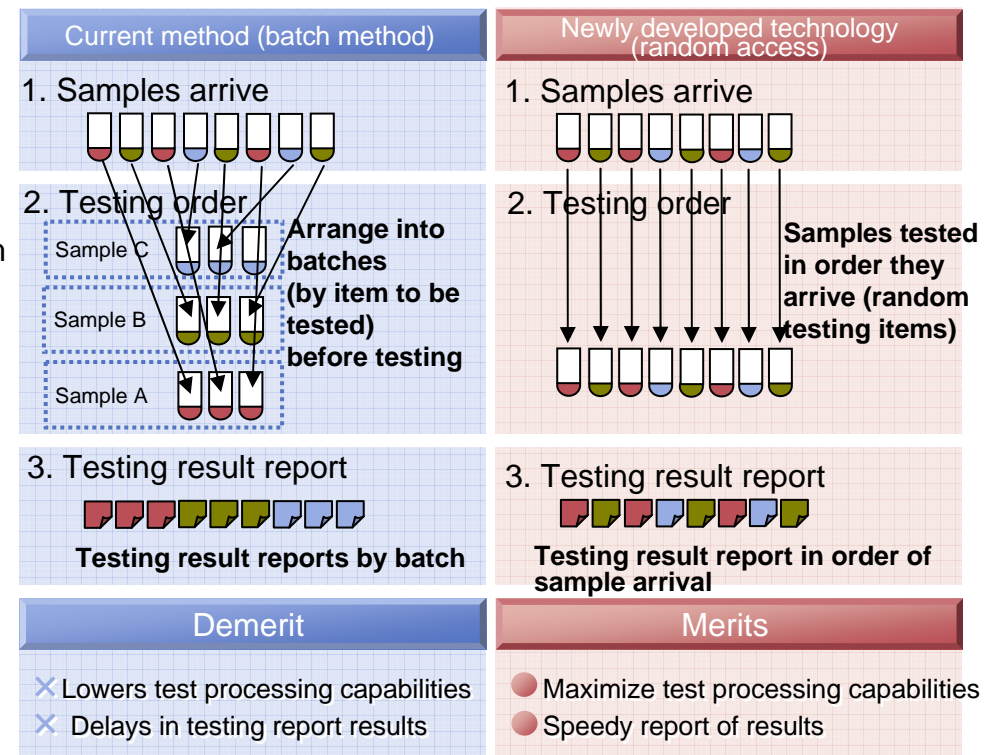 Current method (batch method)
1. Samples arrive
2. Testing order
Sample C
Sample B
Sample A
Arrange into
batches
(by item to be
tested)
before testing
3. Testing result report
Testing result reports by batch
Demerit
× Lowers test processing capabilities
× Delays in testing report results
Newly developed technology
(random access)
1. Samples arrive
2. Testing order
Samples tested
in order they
arrive (random
testing items)
3. Testing result report
Testing result report in order of
sample arrival
Merits
Maximize test processing capabilities
Speedy report of results